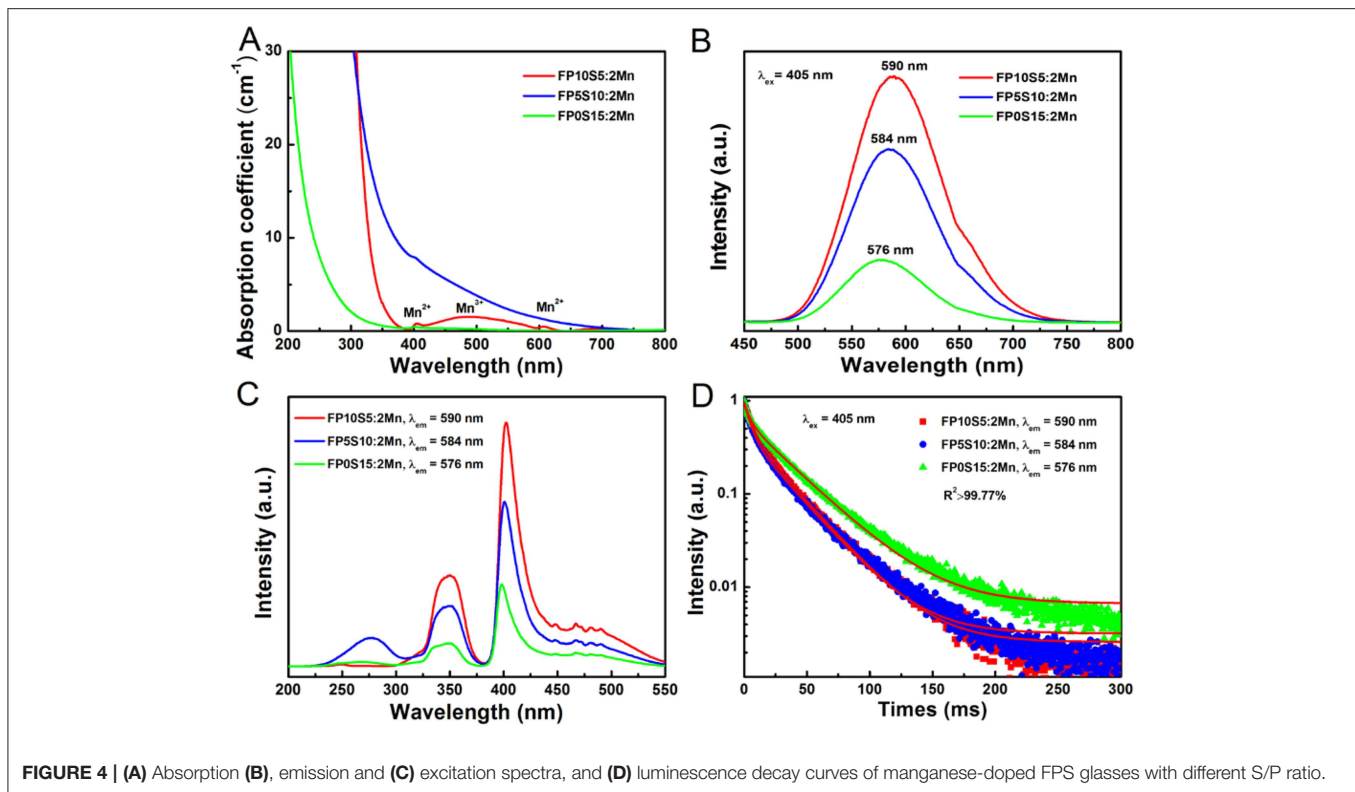 A
Absorption coefficient (cm⁻¹)
30
20
10
0
FP10S5:2Mn
FP5S10:2Mn
FP0S15:2Mn
Mn²⁺
Mn³⁺
Mn²⁺
200 300 400 500 600 700 800
Wavelength (nm)
B
Intensity (a.u.)
λex = 405 nm
590 nm
584 nm
576 nm
FP10S5:2Mn
FP5S10:2Mn
FP0S15:2Mn
450 500 550 600 650 700 750 800
Wavelength (nm)
C
Intensity (a.u.)
FP10S5:2Mn, λem = 590 nm
FP5S10:2Mn, λem = 584 nm
FP0S15:2Mn, λem = 576 nm
200 250 300 350 400 450 500 550
Wavelength (nm)
D
Intensity (a.u.)
1
0.1
0.01
λex = 405 nm
FP10S5:2Mn, λem = 590 nm
FP5S10:2Mn, λem = 584 nm
FP0S15:2Mn, λem = 576 nm
R²>99.77%
0 50 100 150 200 250 300
Times (ms)
FIGURE 4 | (A) Absorption (B), emission and (C) excitation spectra, and (D) luminescence decay curves of manganese-doped FPS glasses with different S/P ratio.